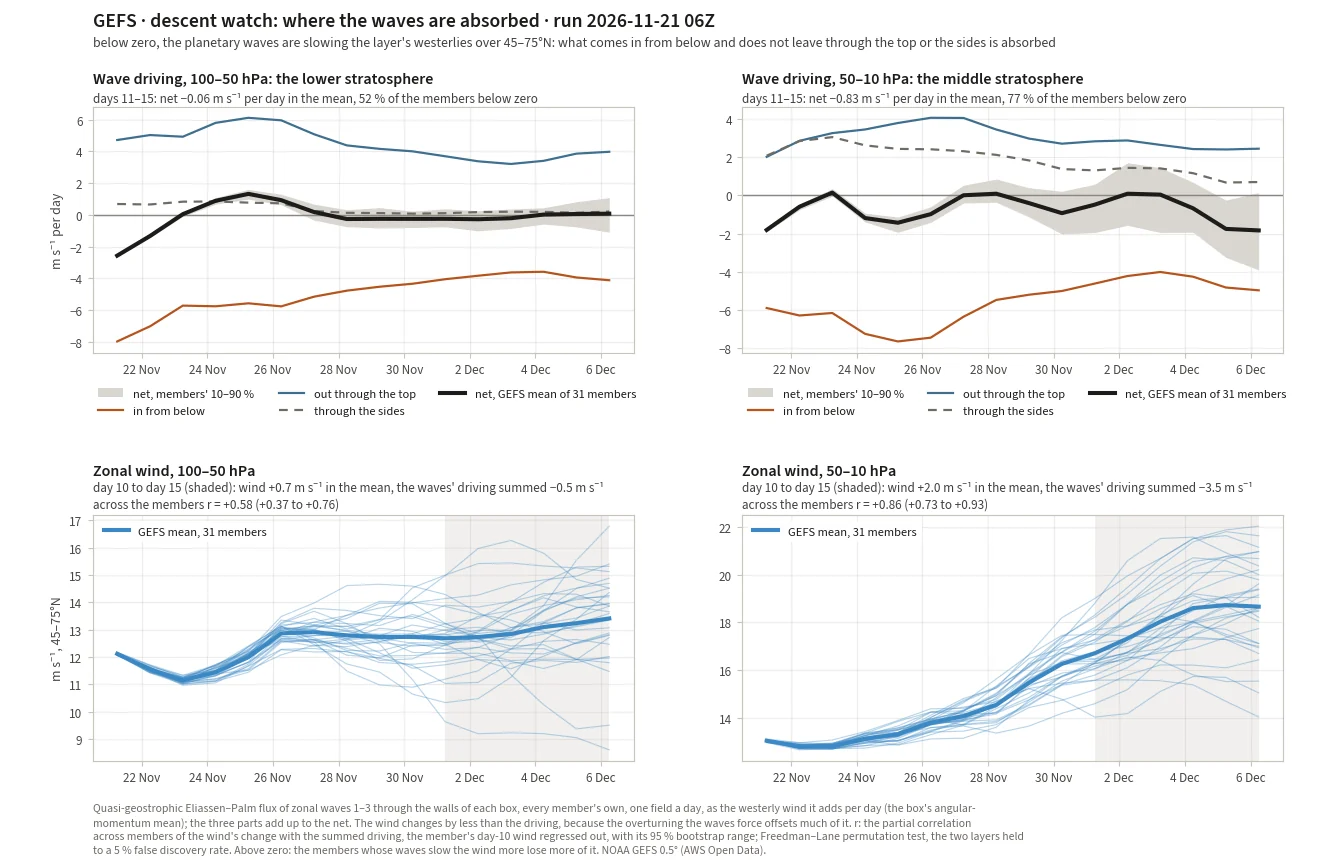 GEFS · descent watch: where the waves are absorbed · run 2026-11-21 06Z
below zero, the planetary waves are slowing the layer's westerlies over 45–75°N: what comes in from below and does not leave through the top or the sides is absorbed
Wave driving, 100–50 hPa: the lower stratosphere
days 11–15: net −0.06 m s⁻¹ per day in the mean, 52 % of the members below zero
6
4
2
0
−2
−4
−6
−8
m s⁻¹ per day
22 Nov 24 Nov 26 Nov 28 Nov 30 Nov 2 Dec 4 Dec 6 Dec
net, members' 10–90 % out through the top net, GEFS mean of 31 members
in from below through the sides
Wave driving, 50–10 hPa: the middle stratosphere
days 11–15: net −0.83 m s⁻¹ per day in the mean, 77 % of the members below zero
4
2
0
−2
−4
−6
−8
22 Nov 24 Nov 26 Nov 28 Nov 30 Nov 2 Dec 4 Dec 6 Dec
net, members' 10–90 % out through the top net, GEFS mean of 31 members
in from below through the sides
Zonal wind, 100–50 hPa
day 10 to day 15 (shaded): wind +0.7 m s⁻¹ in the mean, the waves' driving summed −0.5 m s⁻¹
across the members r = +0.58 (+0.37 to +0.76)
GEFS mean, 31 members
17
16
15
14
13
12
11
10
9
m s⁻¹, 45–75°N
22 Nov 24 Nov 26 Nov 28 Nov 30 Nov 2 Dec 4 Dec 6 Dec
Zonal wind, 50–10 hPa
day 10 to day 15 (shaded): wind +2.0 m s⁻¹ in the mean, the waves' driving summed −3.5 m s⁻¹
across the members r = +0.86 (+0.73 to +0.93)
GEFS mean, 31 members
22
20
18
16
14
22 Nov 24 Nov 26 Nov 28 Nov 30 Nov 2 Dec 4 Dec 6 Dec
Quasi-geostrophic Eliassen–Palm flux of zonal waves 1–3 through the walls of each box, every member's own, one field a day, as the westerly wind it adds per day (the box's angular-
momentum mean); the three parts add up to the net. The wind changes by less than the driving, because the overturning the waves force offsets much of it. r: the partial correlation
across members of the wind's change with the summed driving, the member's day-10 wind regressed out, with its 95 % bootstrap range; Freedman–Lane permutation test, the two layers held
to a 5 % false discovery rate. Above zero: the members whose waves slow the wind more lose more of it. NOAA GEFS 0.5° (AWS Open Data).